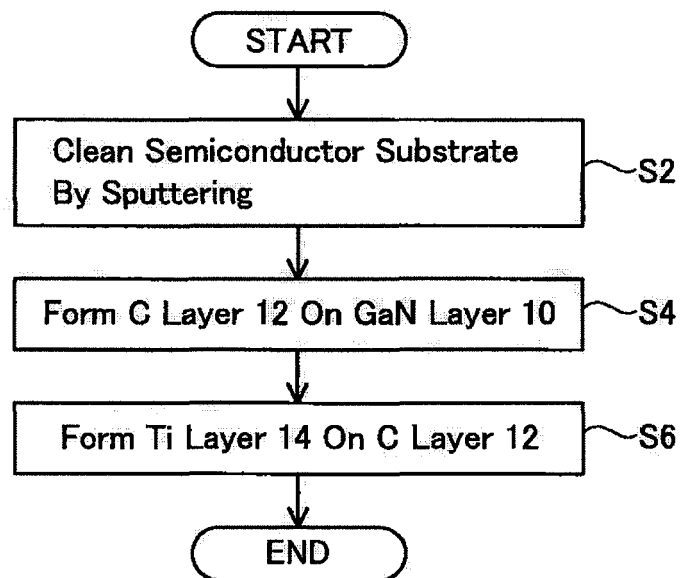 START
Clean Semiconductor Substrate
By Sputtering
S2
Form C Layer 12 On GaN Layer 10
S4
Form Ti Layer 14 On C Layer 12
S6
END